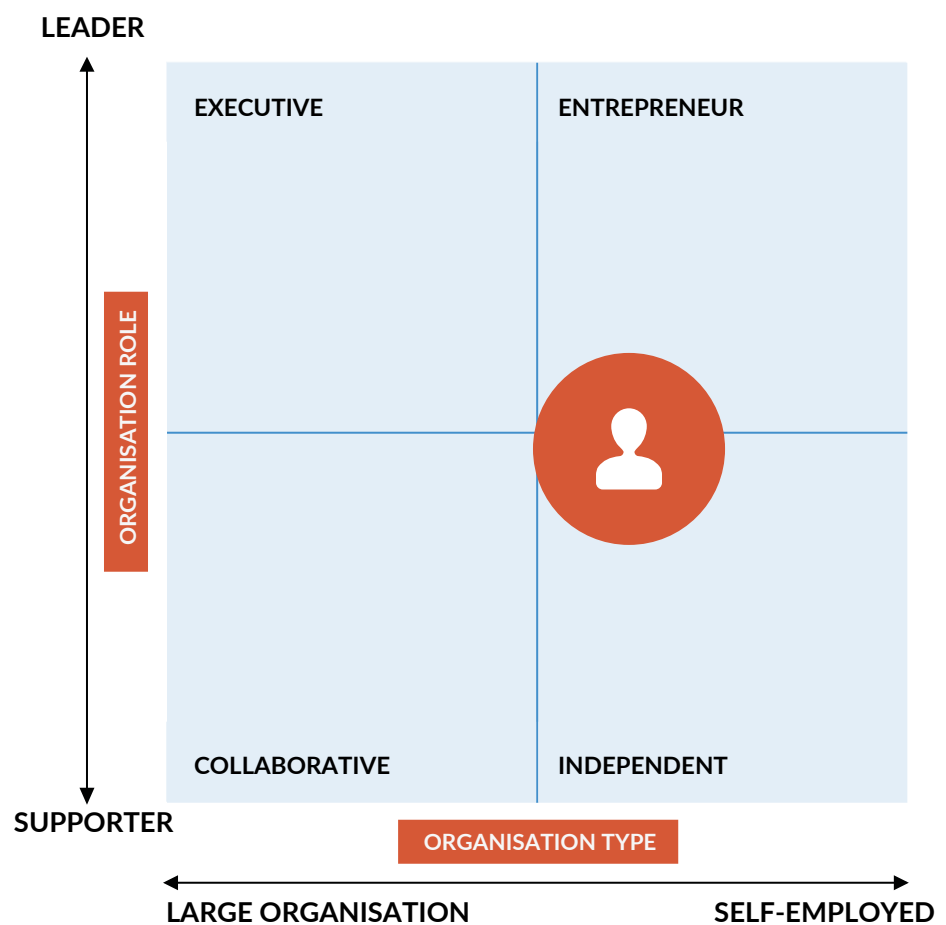 LEADER
EXECUTIVE
ENTREPRENEUR
ORGANISATION ROLE
COLLABORATIVE
INDEPENDENT
SUPPORTER
ORGANISATION TYPE
LARGE ORGANISATION
SELF-EMPLOYED